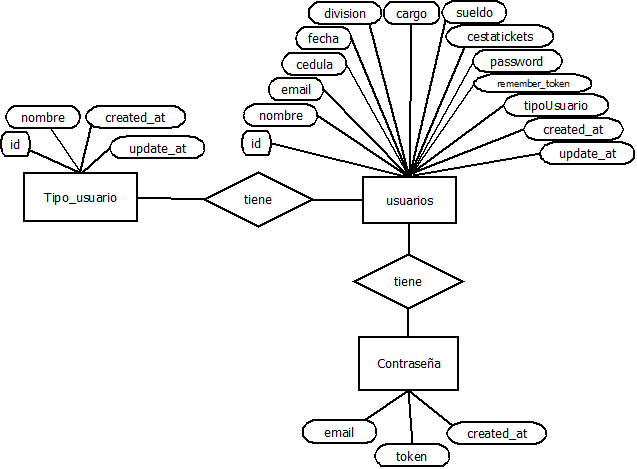 division
cargo
sueldo
fecha
cestatickets
cedula
password
email
remember_token
nombre
created_at
nombre
tipoUsuario
id
update_at
id
created_at
update_at
Tipo_usuario
tiene
usuarios
tiene
Contraseña
email
token
created_at